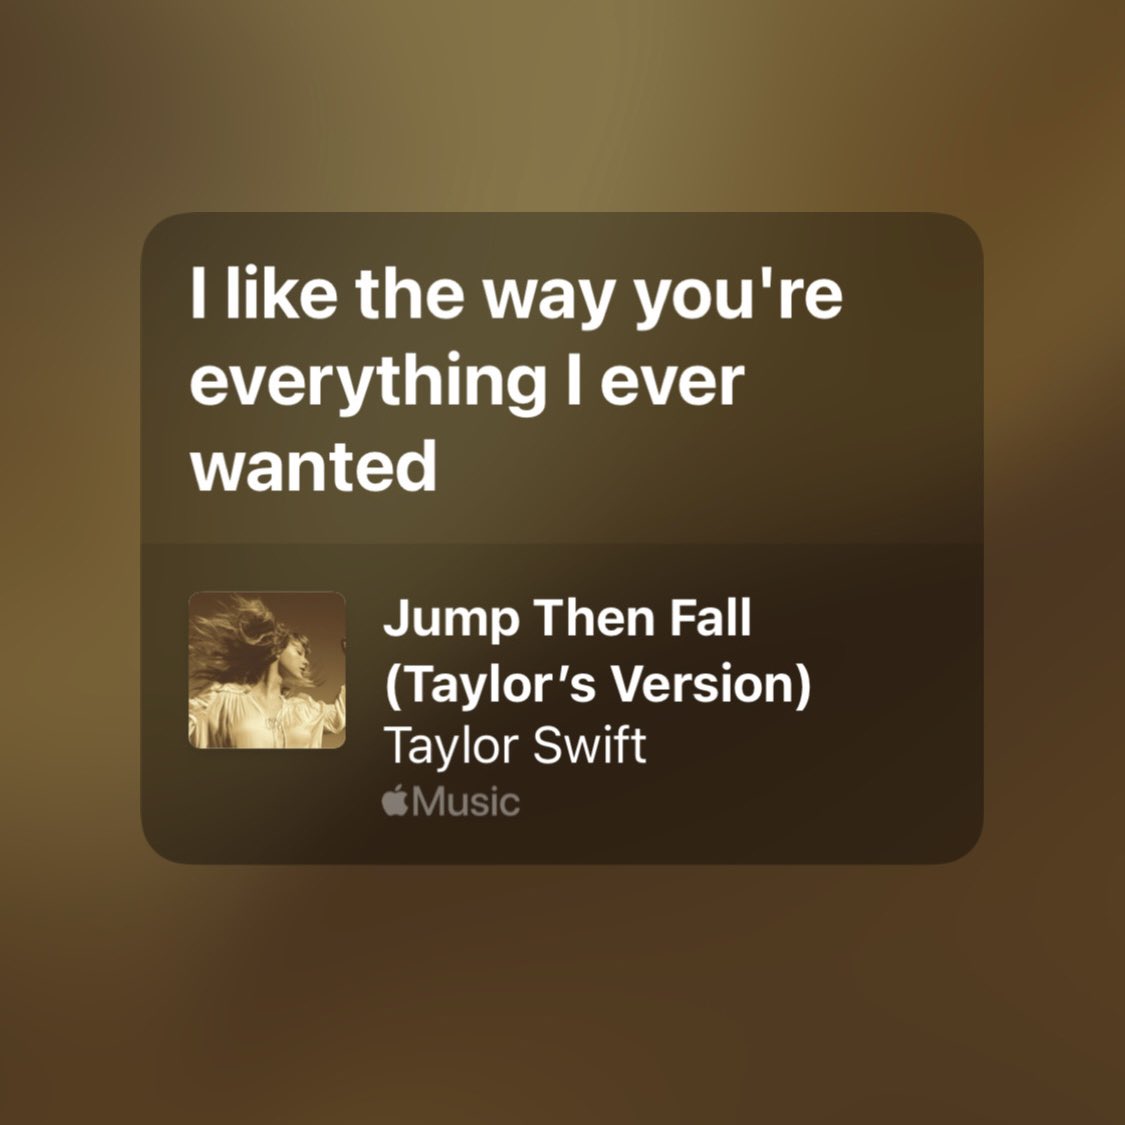 I like the way you're
everything I ever
wanted
Jump Then Fall
(Taylor’s Version)
Taylor Swift
Music